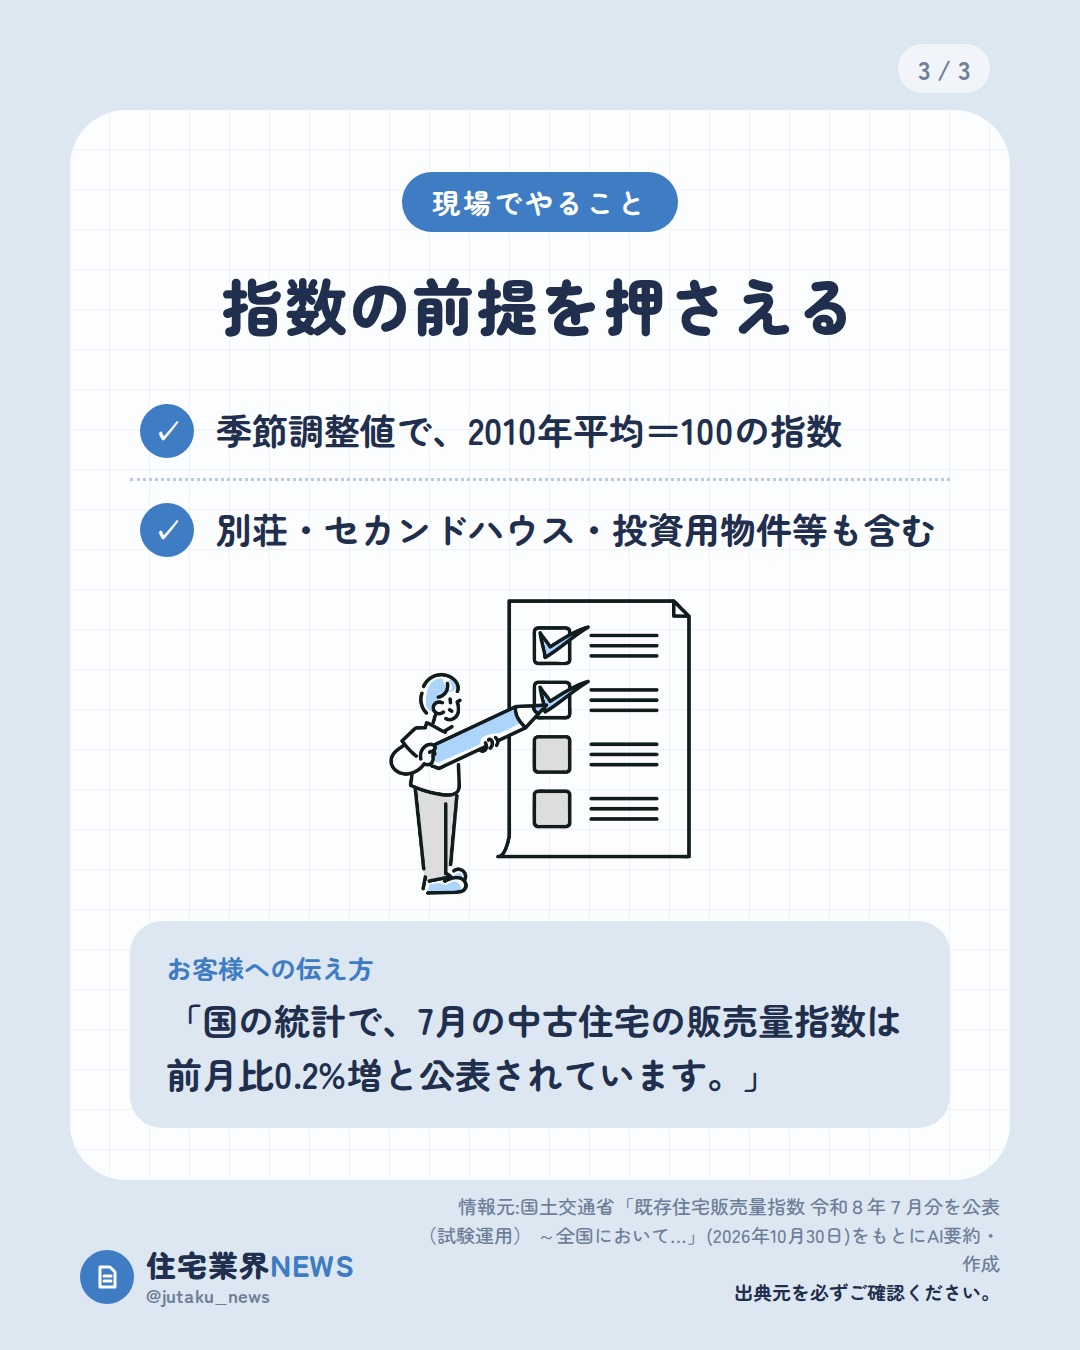 3 / 3
現場でやること
指数の前提を押さえる
季節調整値で、2010年平均＝100の指数
別荘・セカンドハウス・投資用物件等も含む
お客様への伝え方
「国の統計で、7月の中古住宅の販売量指数は
前月比0.2%増と公表されています。」
情報元:国土交通省「既存住宅販売量指数 令和８年７月分を公表
（試験運用） ～全国において…」(2026年10月30日)をもとにAI要約・
作成
出典元を必ずご確認ください。
住宅業界NEWS
@jutaku_news